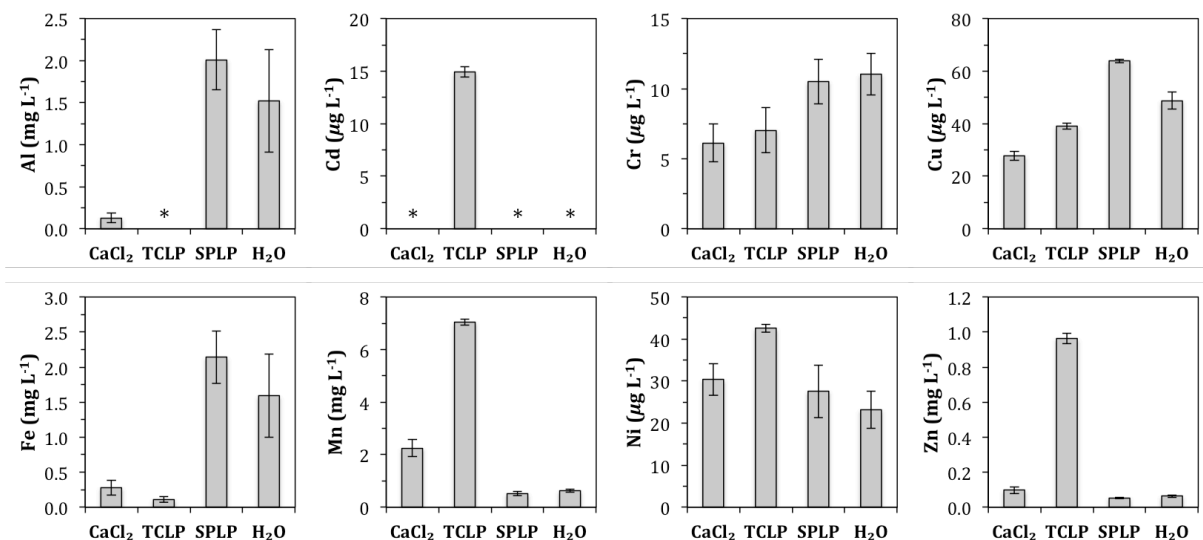 Al (mg L⁻¹)
2.5
2.0
1.5
1.0
0.5
0.0
*
CaCl₂ TCLP SPLP H₂O
Cd (µg L⁻¹)
20
15
10
5
0
* * *
CaCl₂ TCLP SPLP H₂O
Cr (µg L⁻¹)
15
10
5
0
CaCl₂ TCLP SPLP H₂O
Cu (µg L⁻¹)
80
60
40
20
0
CaCl₂ TCLP SPLP H₂O
Fe (mg L⁻¹)
3.0
2.5
2.0
1.5
1.0
0.5
0.0
CaCl₂ TCLP SPLP H₂O
Mn (mg L⁻¹)
8
6
4
2
0
CaCl₂ TCLP SPLP H₂O
Ni (µg L⁻¹)
50
40
30
20
10
0
CaCl₂ TCLP SPLP H₂O
Zn (mg L⁻¹)
1.2
1.0
0.8
0.6
0.4
0.2
0.0
CaCl₂ TCLP SPLP H₂O